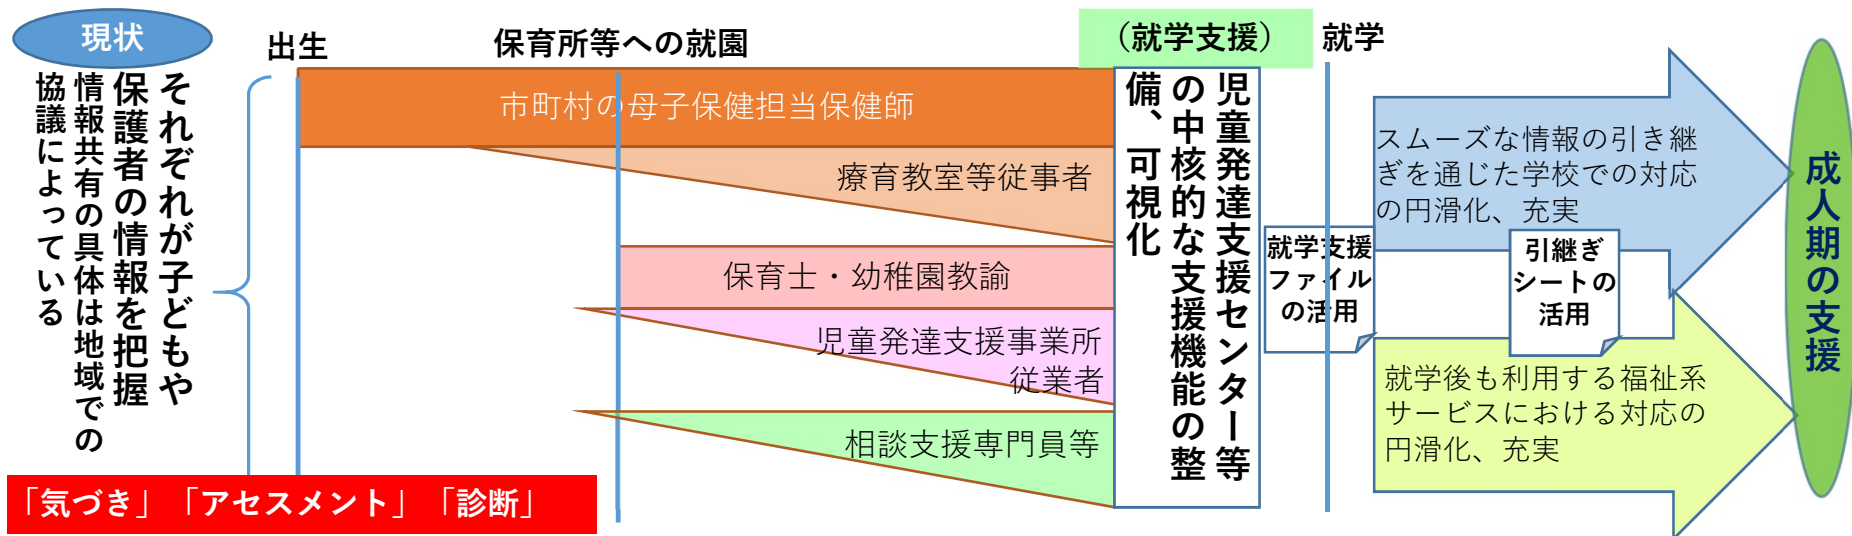 現状
それぞれが子どもや
保護者の情報を把握
情報共有の具体は地域での
協議によっている
「気づき」「アセスメント」「診断」
出生
保育所等への就園
（就学支援）
就学
市町村の母子保健担当保健師
療育教室等従事者
保育士・幼稚園教諭
児童発達支援事業所
従業者
相談支援専門員等
児童発達支援センター等
の中核的な支援機能の整
備、可視化
就学支援
ファイル
の活用
スムーズな情報の引き継
ぎを通じた学校での対応
の円滑化、充実
引継ぎ
シートの
活用
就学後も利用する福祉系
サービスにおける対応の
円滑化、充実
成人期の支援